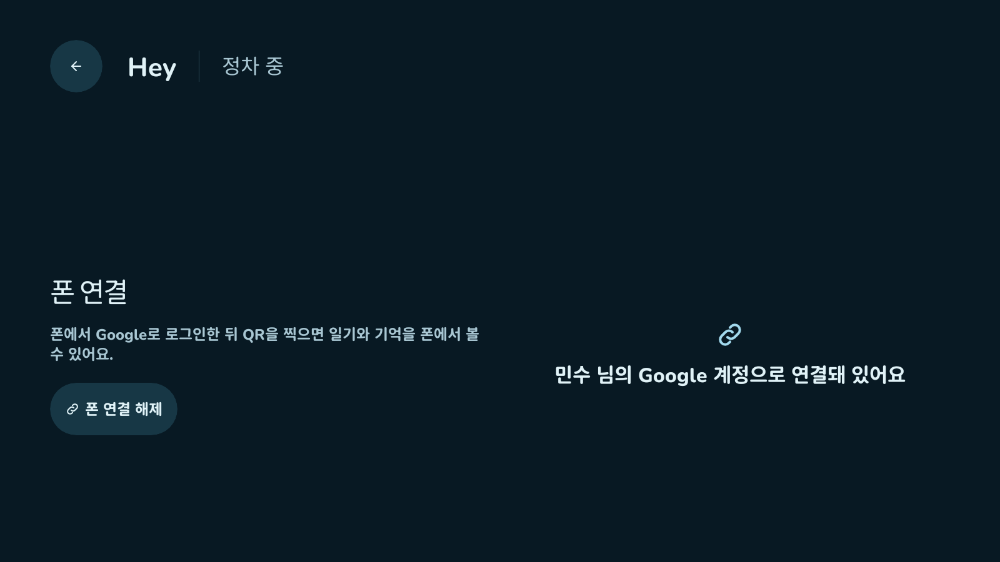 Hey
정차 중
폰 연결
폰에서 Google로 로그인한 뒤 QR을 찍으면 일기와 기억을 폰에서 볼
수 있어요.
폰 연결 해제
민수 님의 Google 계정으로 연결돼 있어요